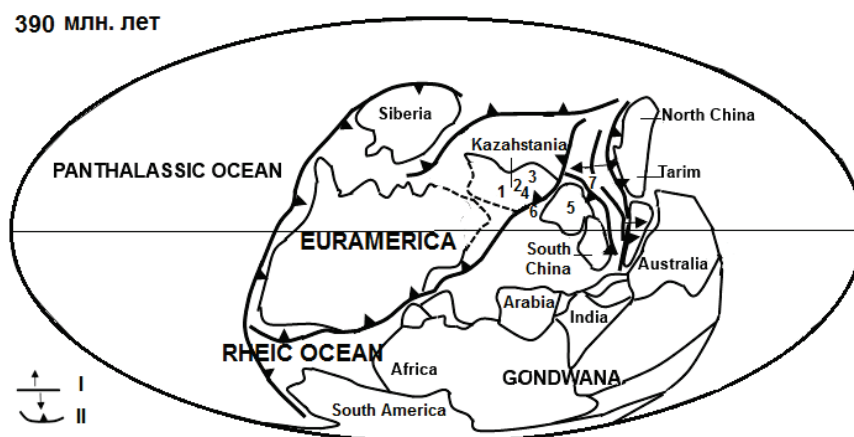 390 млн. лет
Siberia
North China
Kazahstania
PANTHALASSIC OCEAN
Tarim
3
2
1
4
7
5
6
EURAMERICA
South
China
Australia
Arabia
India
RHEIC OCEAN
Africa
GONDWANA
I
II
South America